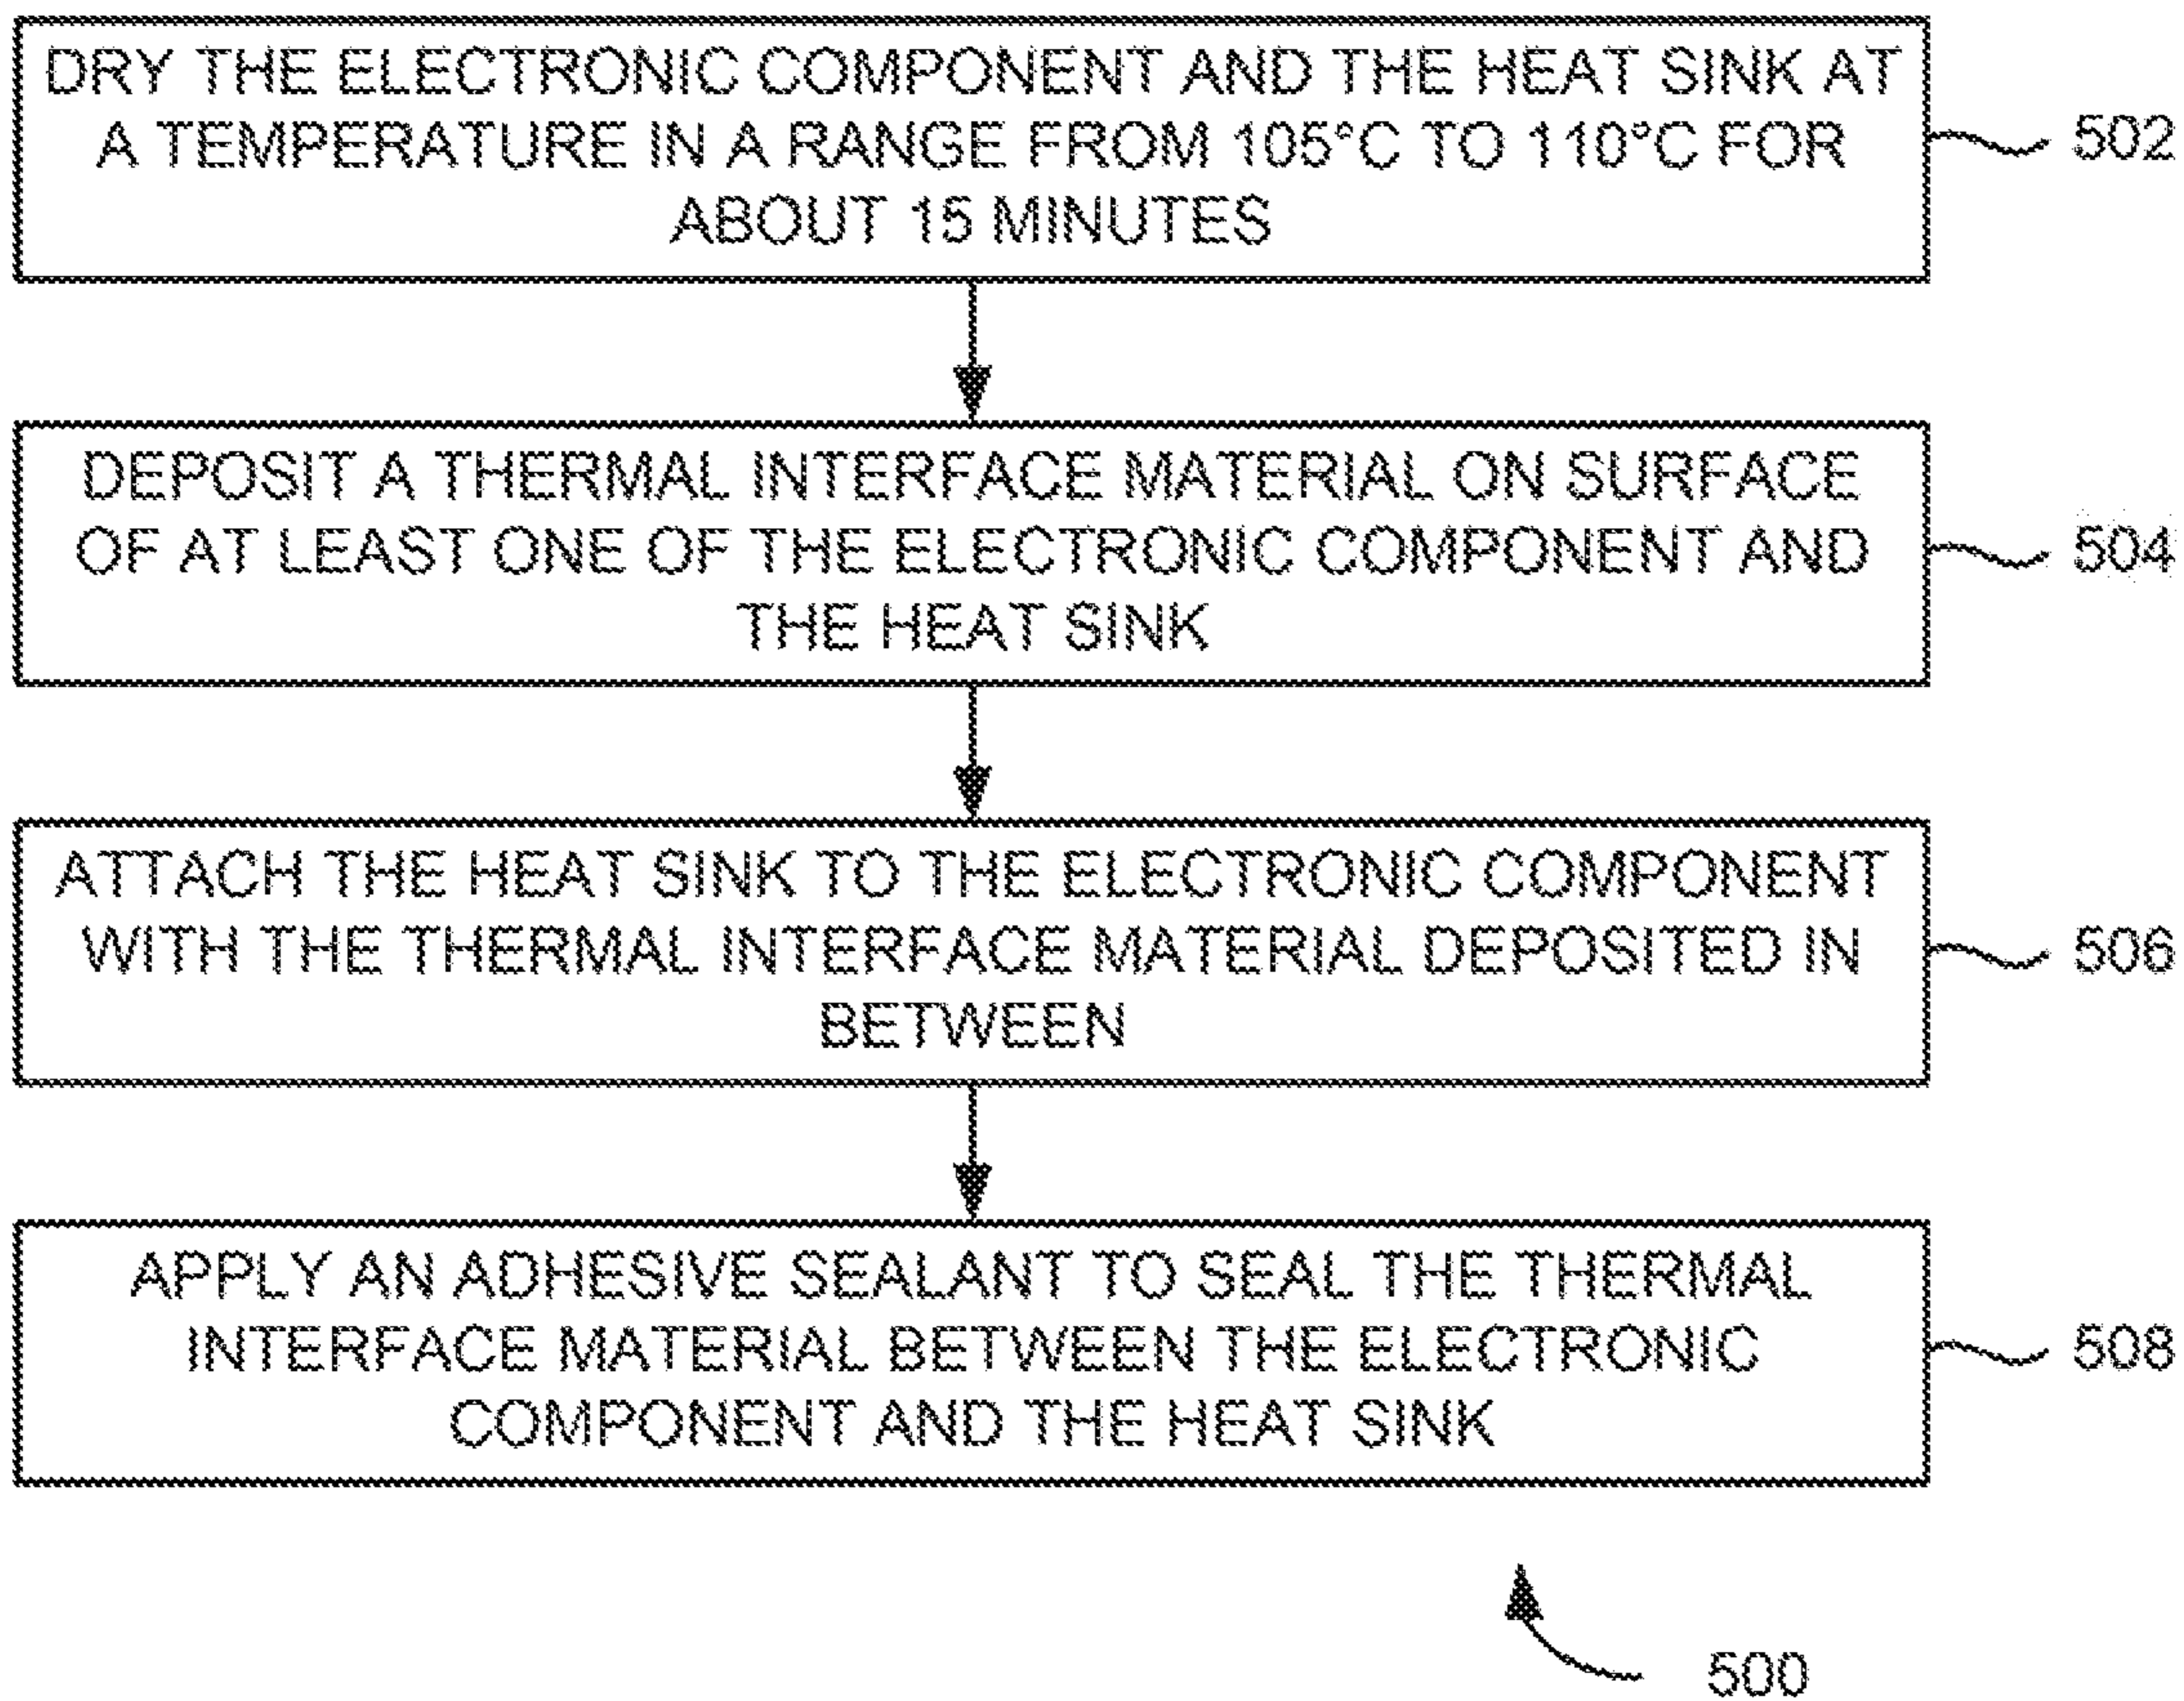 DRY THE ELECTRONIC COMPONENT AND THE HEAT SINK AT
A TEMPERATURE IN A RANGE FROM 105°C TO 110°C FOR
ABOUT 15 MINUTES
502
DEPOSIT A THERMAL INTERFACE MATERIAL ON SURFACE
OF AT LEAST ONE OF THE ELECTRONIC COMPONENT AND
THE HEAT SINK
504
ATTACH THE HEAT SINK TO THE ELECTRONIC COMPONENT
WITH THE THERMAL INTERFACE MATERIAL DEPOSITED IN
BETWEEN
506
APPLY AN ADHESIVE SEALANT TO SEAL THE THERMAL
INTERFACE MATERIAL BETWEEN THE ELECTRONIC
COMPONENT AND THE HEAT SINK
508
500